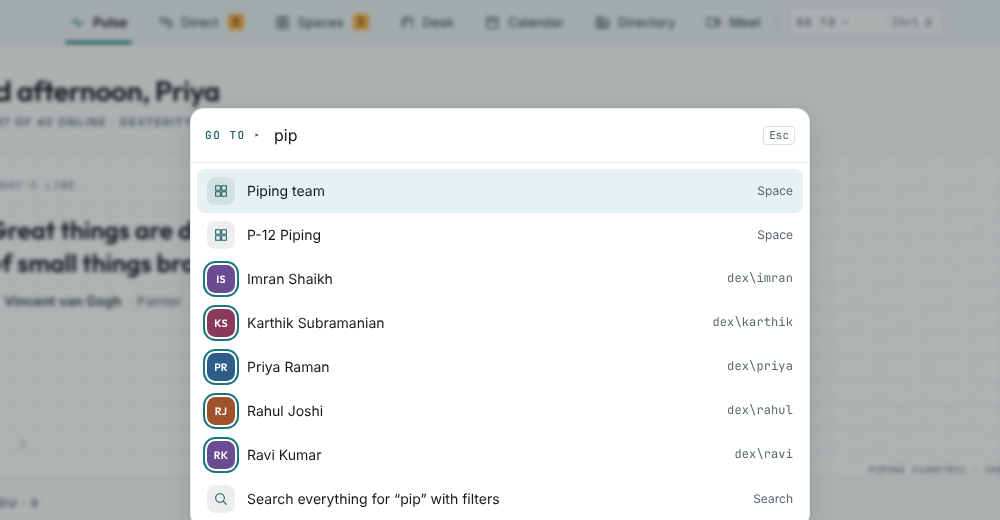 Pulse Direct Spaces Desk Calendar Directory Meet GO TO Ctrl K
d afternoon, Priya
OF 40 ONLINE · DEXTERITY
GO TO ▸ pip Esc
Piping team Space
P-12 Piping Space
IS Imran Shaikh dex\imran
KS Karthik Subramanian dex\karthik
PR Priya Raman dex\priya
RJ Rahul Joshi dex\rahul
RK Ravi Kumar dex\ravi
Search everything for “pip” with filters Search
DAY'S LINE
Great things are d
of small things bro
Vincent van Gogh · Painter
PIPING ISOMETRIC